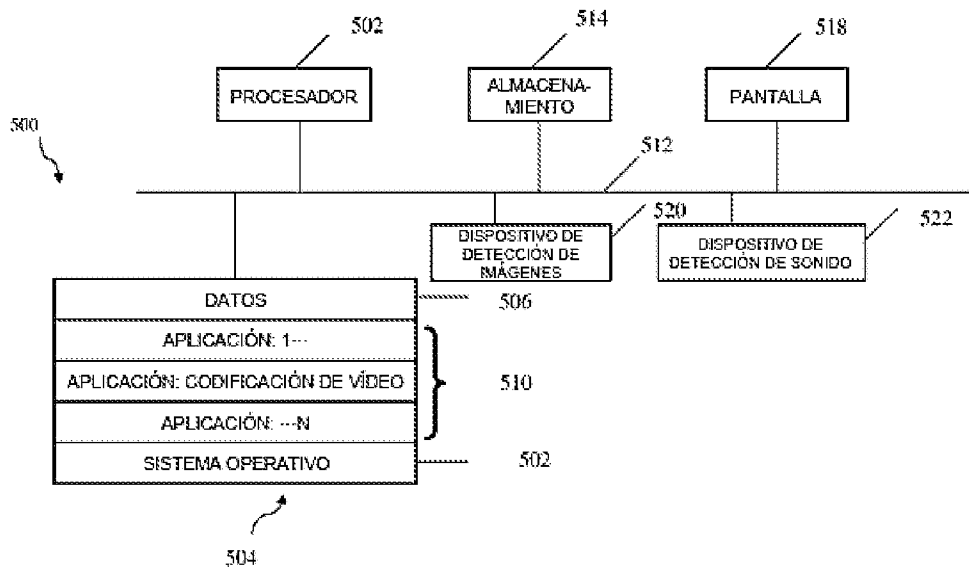 502
514
518
PROCESADOR
ALMACENA-
MIENTO
PANTALLA
500
512
520
522
DISPOSITIVO DE
DETECCIÓN DE
IMÁGENES
DISPOSITIVO DE
DETECCIÓN DE SONIDO
DATOS
506
APLICACIÓN: 1---
APLICACIÓN: CODIFICACIÓN DE VÍDEO
510
APLICACIÓN: ---N
SISTEMA OPERATIVO
502
504